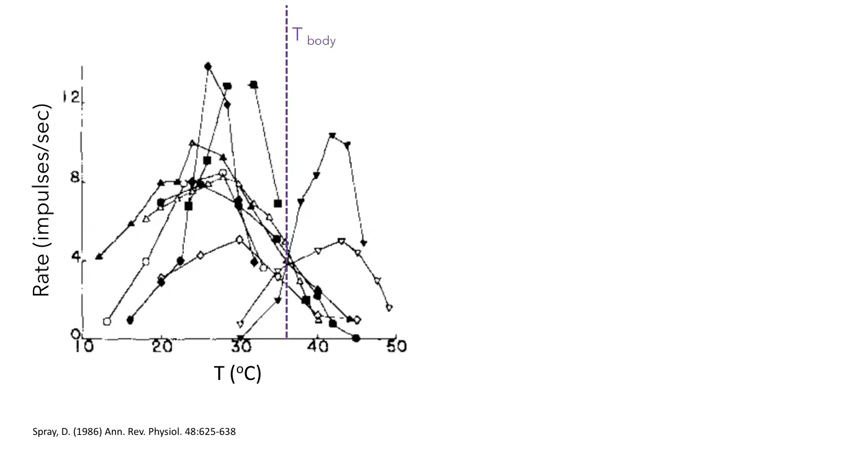 T body
12
8
4
0
10 20 30 40 50
Rate (impulses/sec)
T (°C)
Spray, D. (1986) Ann. Rev. Physiol. 48:625-638